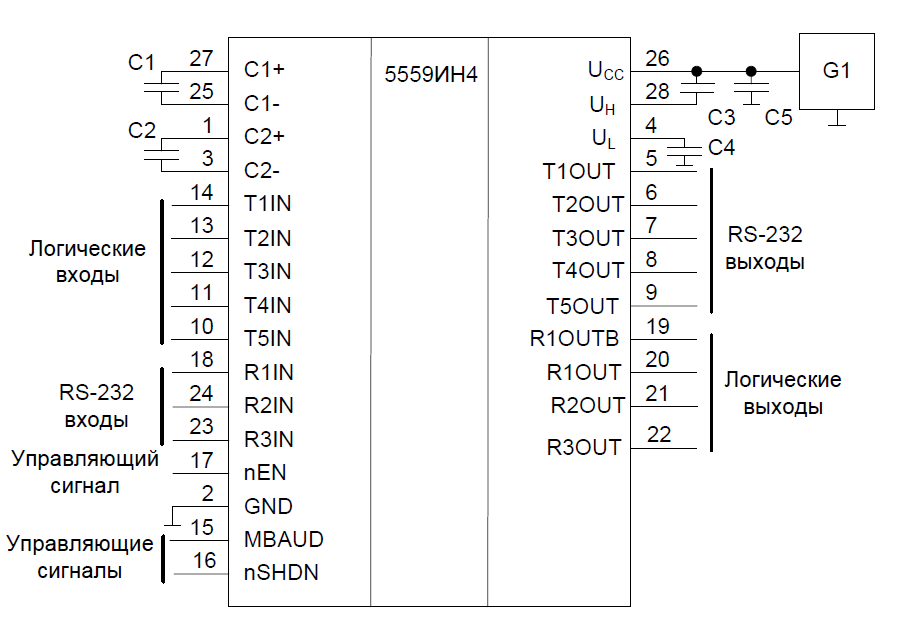 C1
27
C1+
25
C1-
C2
1
C2+
3
C2-
14
T1IN
13
T2IN
12
T3IN
11
T4IN
10
T5IN
Логические
входы
18
R1IN
24
R2IN
23
R3IN
RS-232
входы
Управляющий
сигнал
17
nEN
2
GND
15
MBAUD
16
nSHDN
Управляющие
сигналы
5559ИН4
UCC
26
UH
28
UL
4
C3
C5
G1
C4
T1OUT
5
T2OUT
6
T3OUT
7
T4OUT
8
T5OUT
9
RS-232
выходы
R1OUTB
19
R1OUT
20
R2OUT
21
R3OUT
22
Логические
выходы